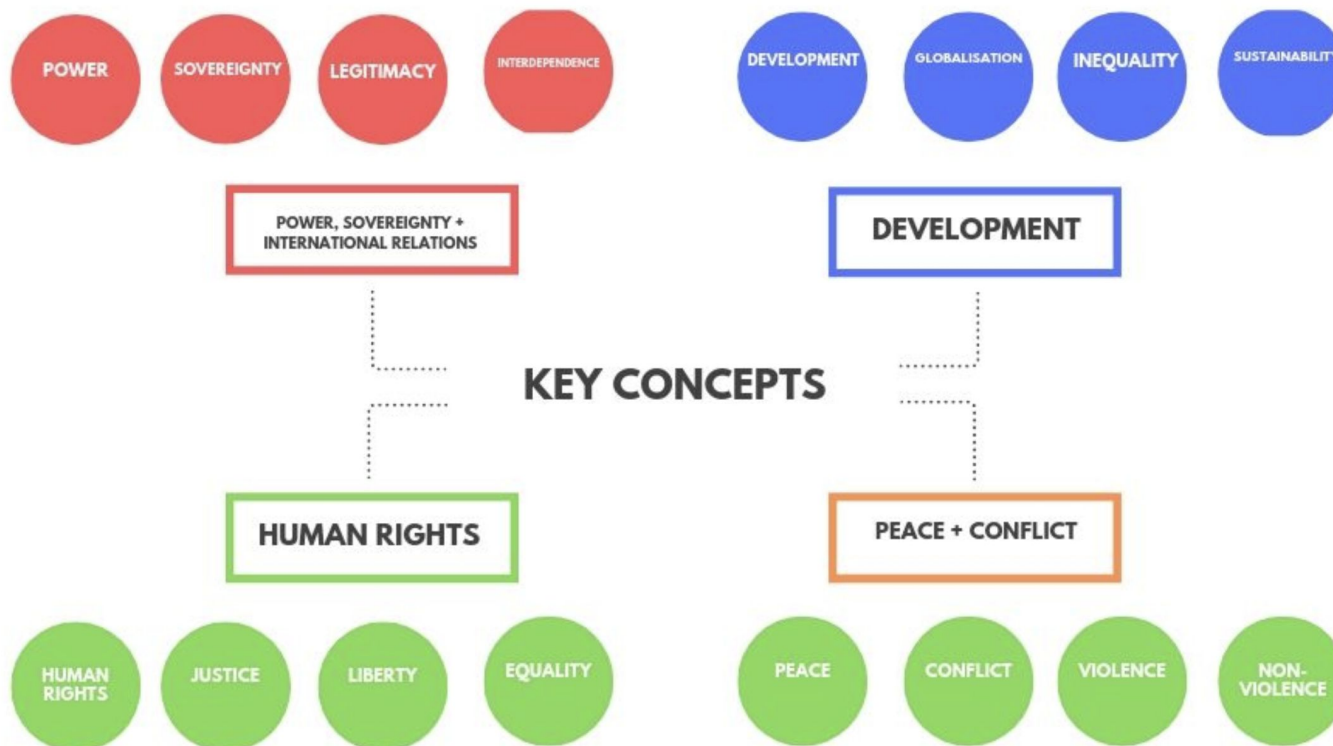 POWER
SOVEREIGNTY
LEGITIMACY
INTERDEPENDENCE
DEVELOPMENT
GLOBALISATION
INEQUALITY
SUSTAINABILITY
POWER, SOVEREIGNTY +
INTERNATIONAL RELATIONS
DEVELOPMENT
KEY CONCEPTS
HUMAN RIGHTS
PEACE + CONFLICT
HUMAN
RIGHTS
JUSTICE
LIBERTY
EQUALITY
PEACE
CONFLICT
VIOLENCE
NON-
VIOLENCE